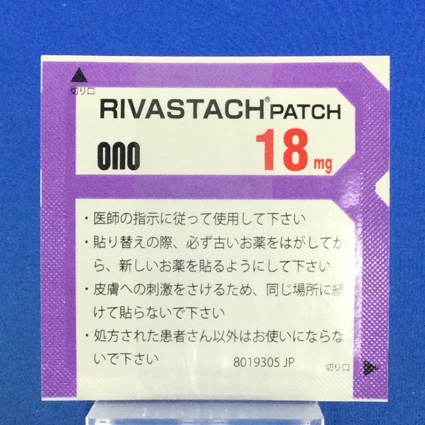 切り口
RIVASTACH® PATCH
ono
18 mg
・医師の指示に従って使用して下さい
・貼り替えの際、必ず古いお薬をはがしてか
ら、新しいお薬を貼るようにして下さい
・皮膚への刺激をさけるため、同じ場所に続
けて貼らないで下さい
・処方された患者さん以外はお使いにならな
いで下さい
8019305 JP
切り口